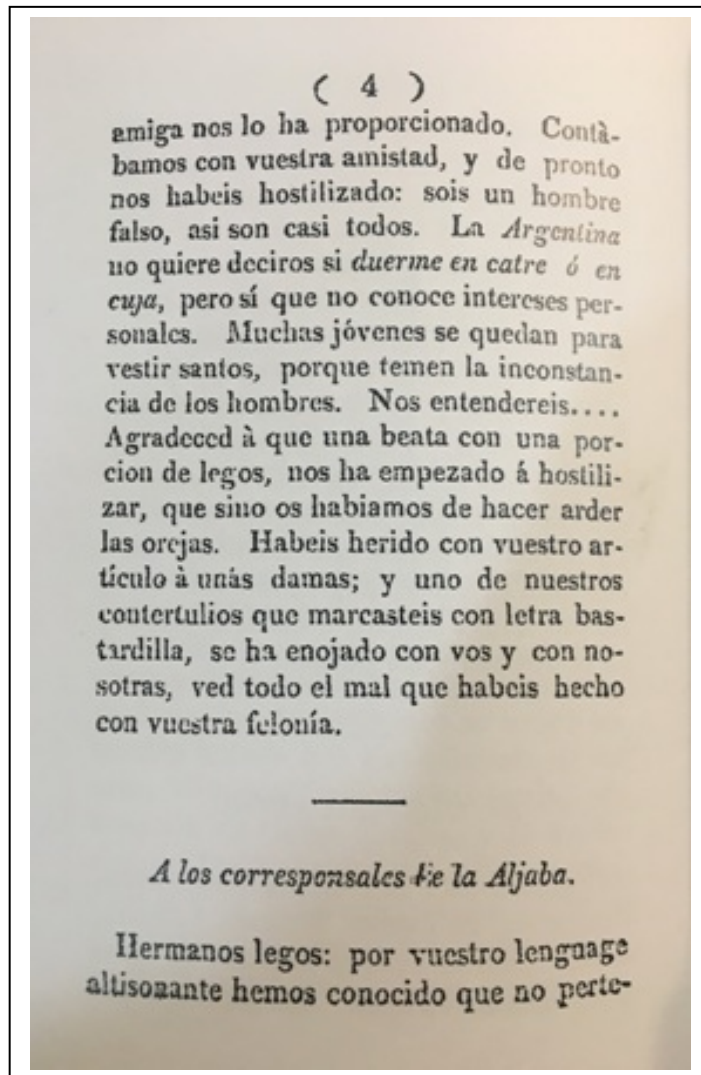 ( 4 )
amiga nos lo ha proporcionado. Contà-
bamos con vuestra amistad, y de pronto
nos habeis hostilizado: sois un hombre
falso, asi son casi todos. La Argentina
no quiere deciros si duerme en catre ó en
cuja, pero sí que no conoce intereses per-
sonales. Muchas jóvenes se quedan para
vestir santos, porque temen la inconstan-
cia de los hombres. Nos entendereis....
Agradeced à que una beata con una por-
cion de legos, nos ha empezado á hostili-
zar, que sino os habiamos de hacer arder
las orejas. Habeis herido con vuestro ar-
tículo à unás damas; y uno de nuestros
contertulios que marcasteis con letra bas-
tardilla, se ha enojado con vos y con no-
sotras, ved todo el mal que habeis hecho
con vuestra felonía.
A los corresponsales de la Aljaba.
Hermanos legos: por vuestro lenguage
altisonante hemos conocido que no perte-